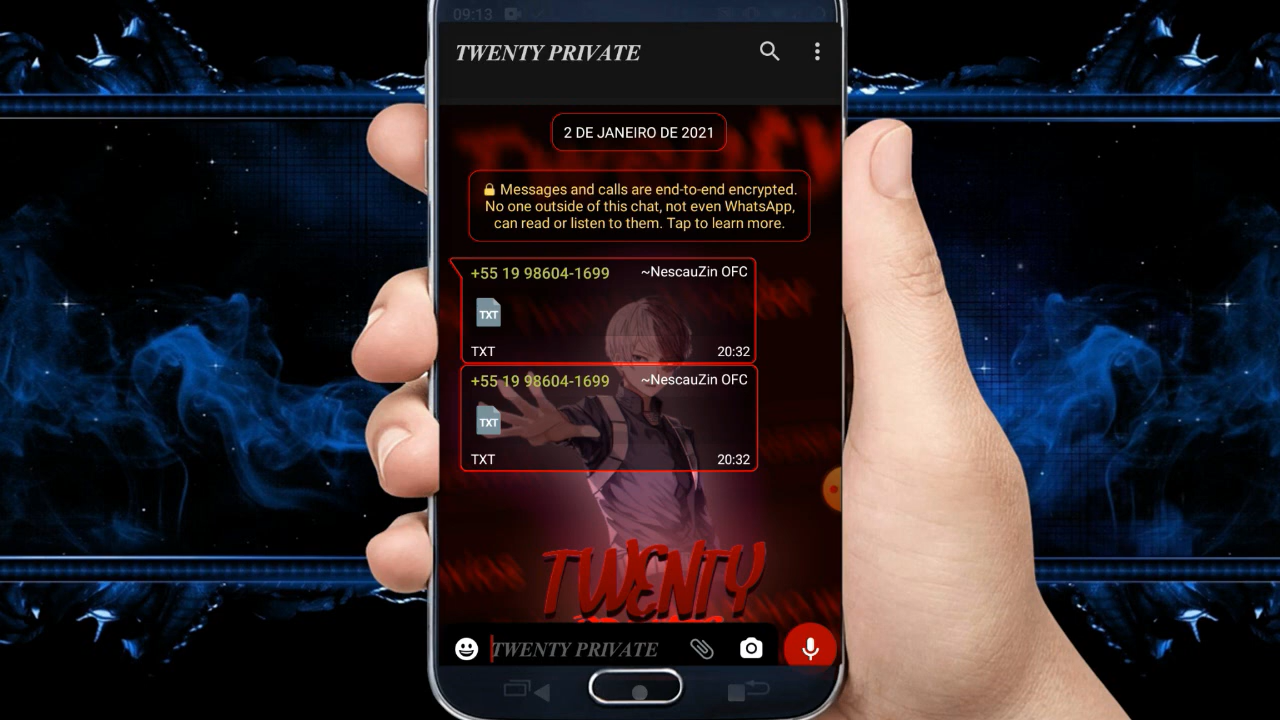 09:13
TWENTY PRIVATE
2 DE JANEIRO DE 2021
Messages and calls are end-to-end encrypted.
No one outside of this chat, not even WhatsApp,
can read or listen to them. Tap to learn more.
+55 19 98604-1699 ~NescauZin OFC
TXT
TXT 20:32
+55 19 98604-1699 ~NescauZin OFC
TXT
TXT 20:32
TWENTY
TWENTY PRIVATE